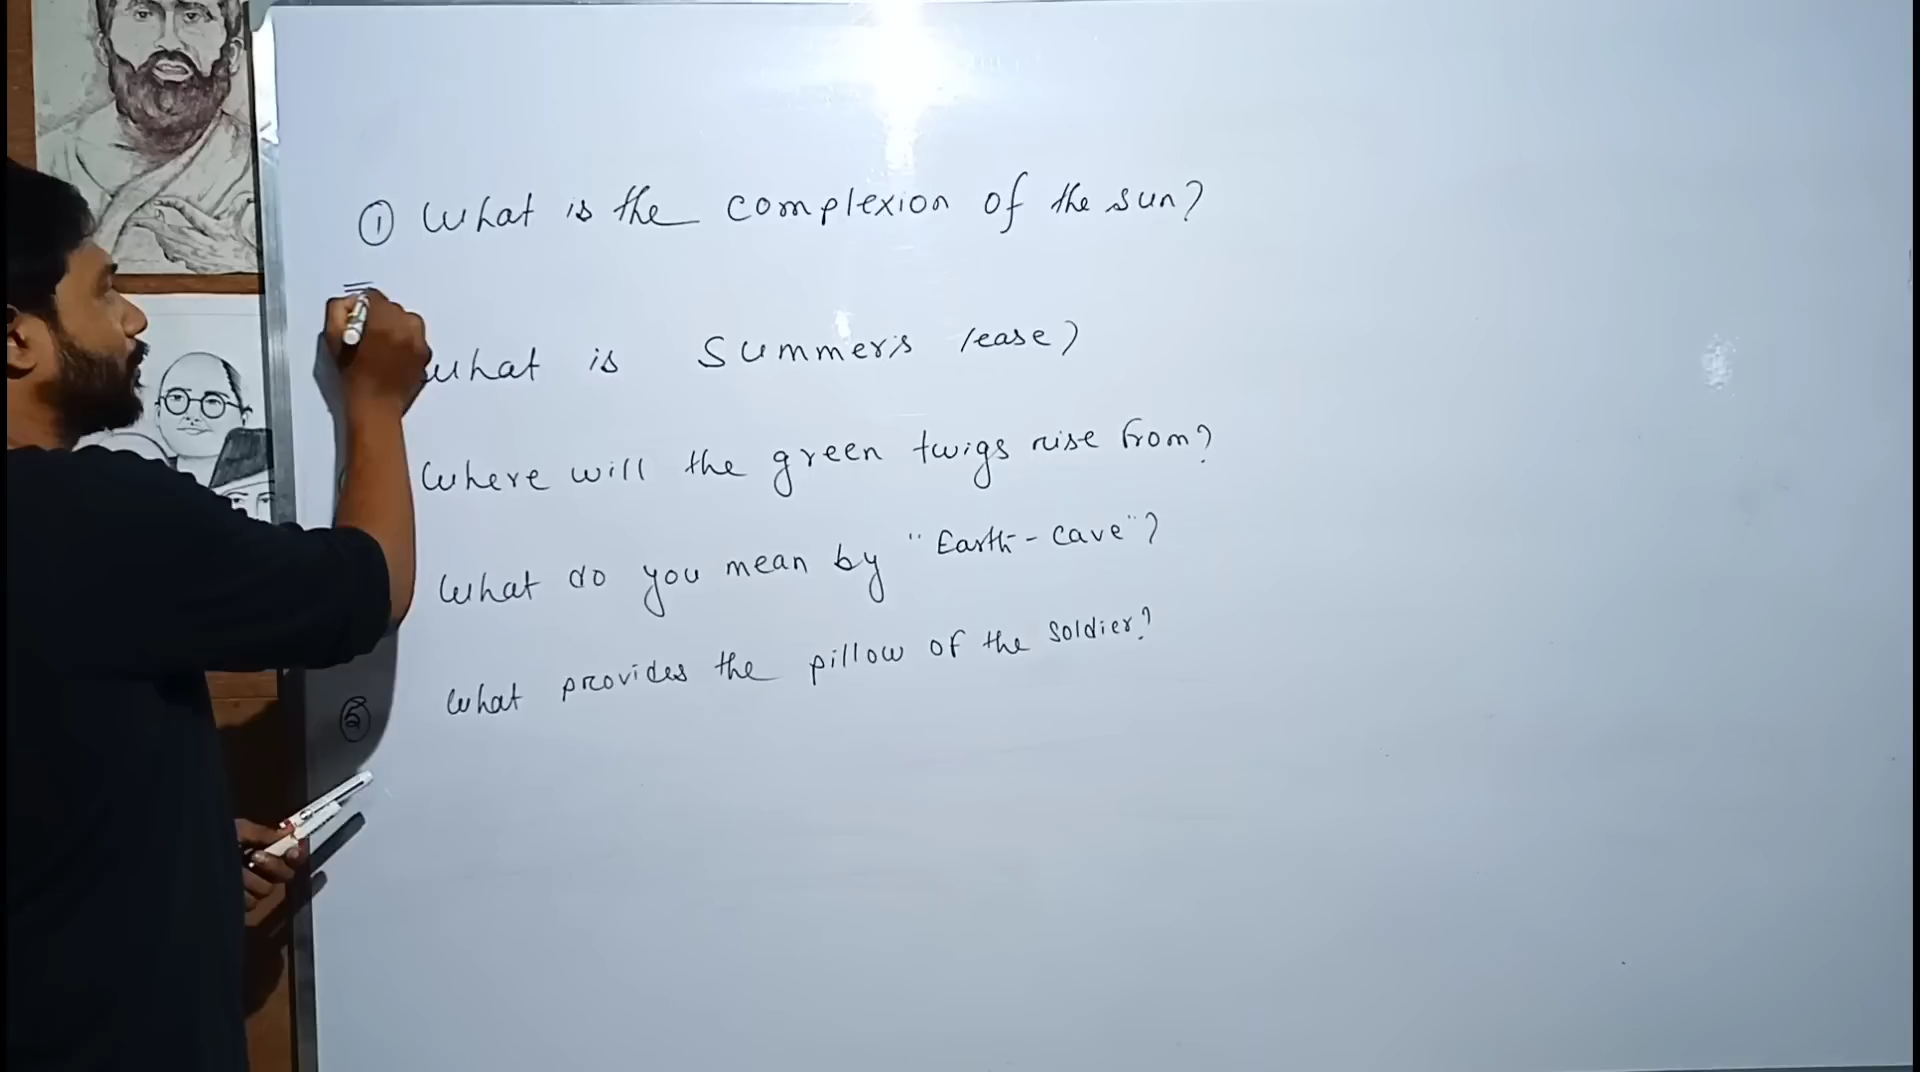 ① What is the complexion of the sun?
What is Summer's lease?
Where will the green twigs rise from?
What do you mean by "Earth-cave"?
⑤ What provides the pillow of the soldier?